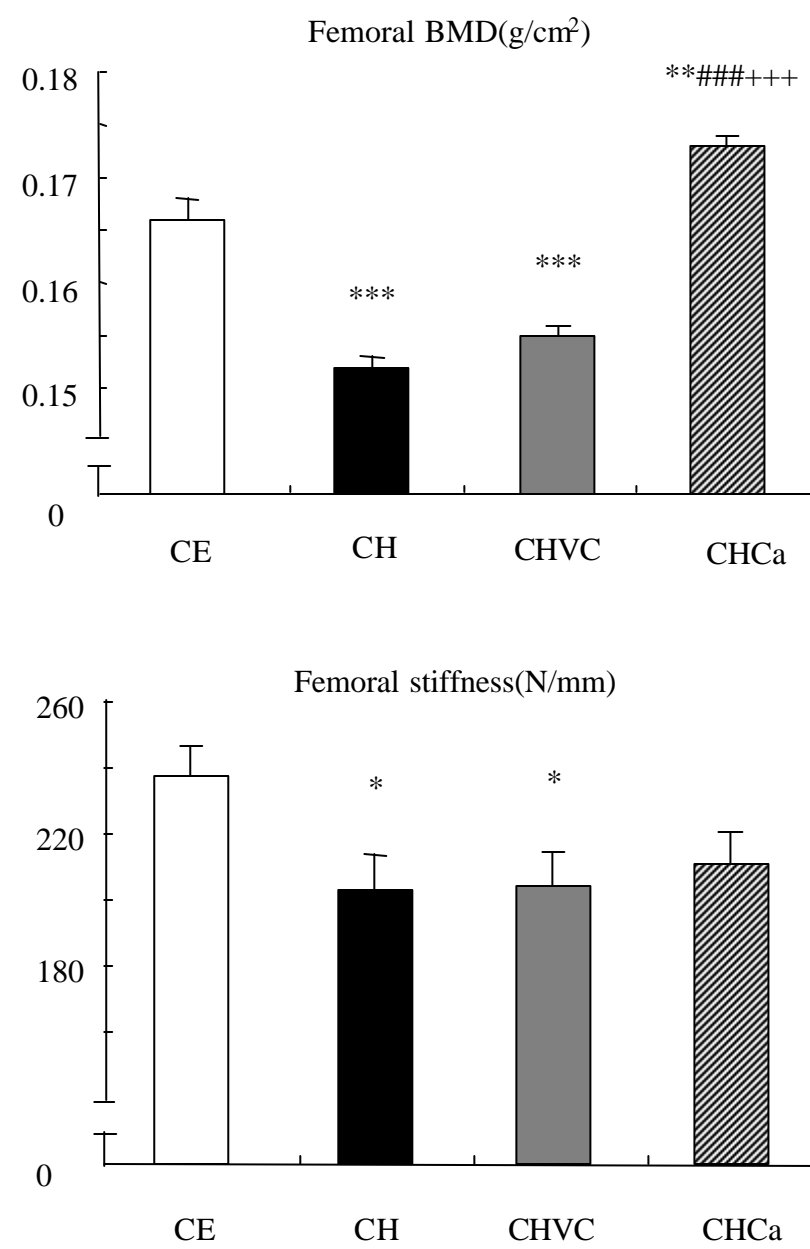 Femoral BMD(g/cm²)
0.18
**###+++
0.17
0.16
***
***
0.15
0
CE
CH
CHVC
CHCa
Femoral stiffness(N/mm)
260
*
*
220
180
0
CE
CH
CHVC
CHCa